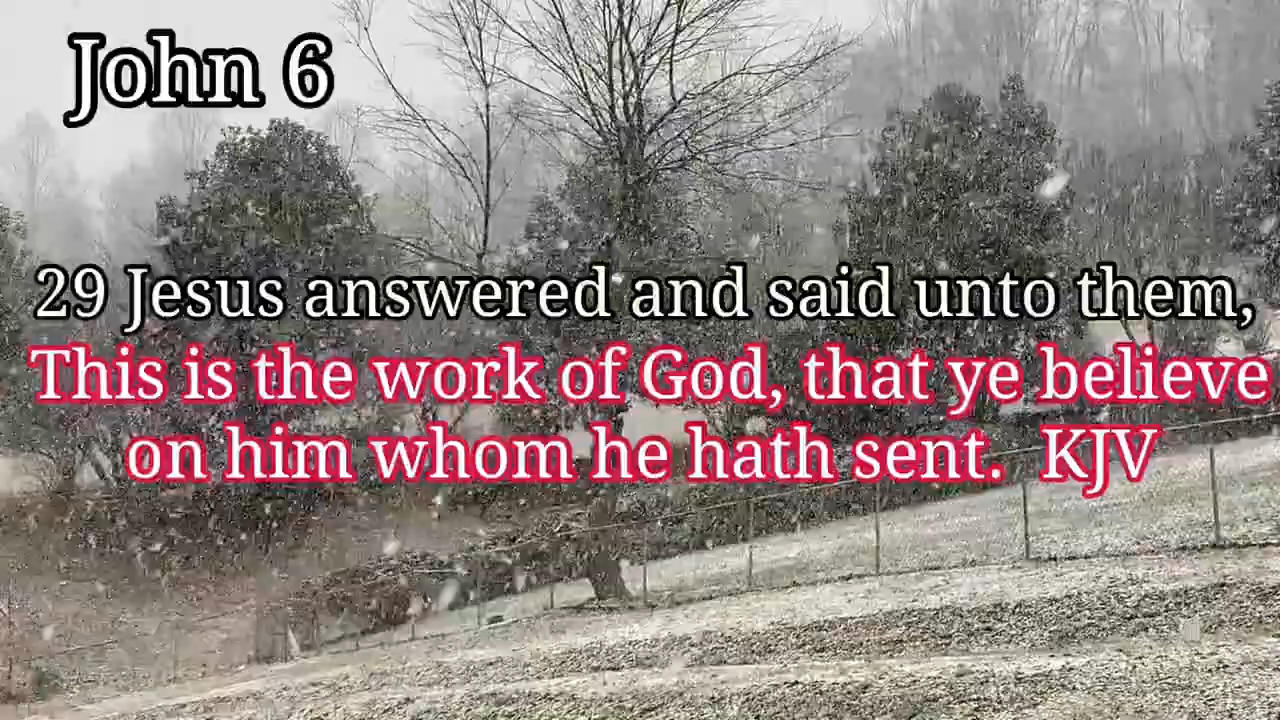 John 6
29 Jesus answered and said unto them,
This is the work of God, that ye believe
on him whom he hath sent. KJV